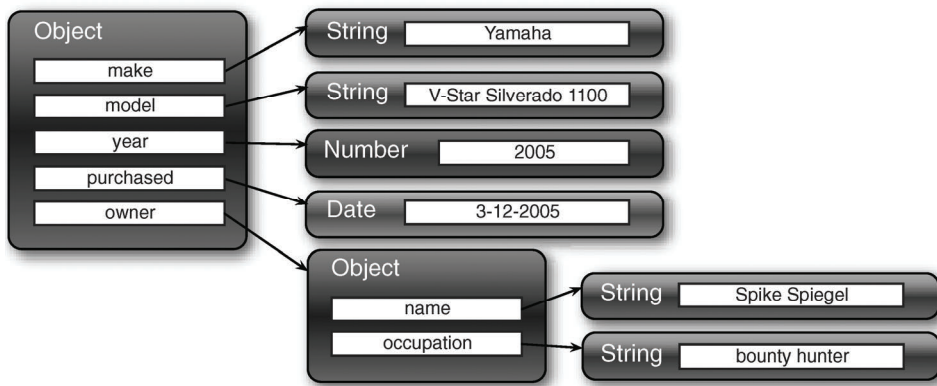 Object
make
model
year
purchased
owner
String Yamaha
String V-Star Silverado 1100
Number 2005
Date 3-12-2005
Object
name
occupation
String Spike Spiegel
String bounty hunter